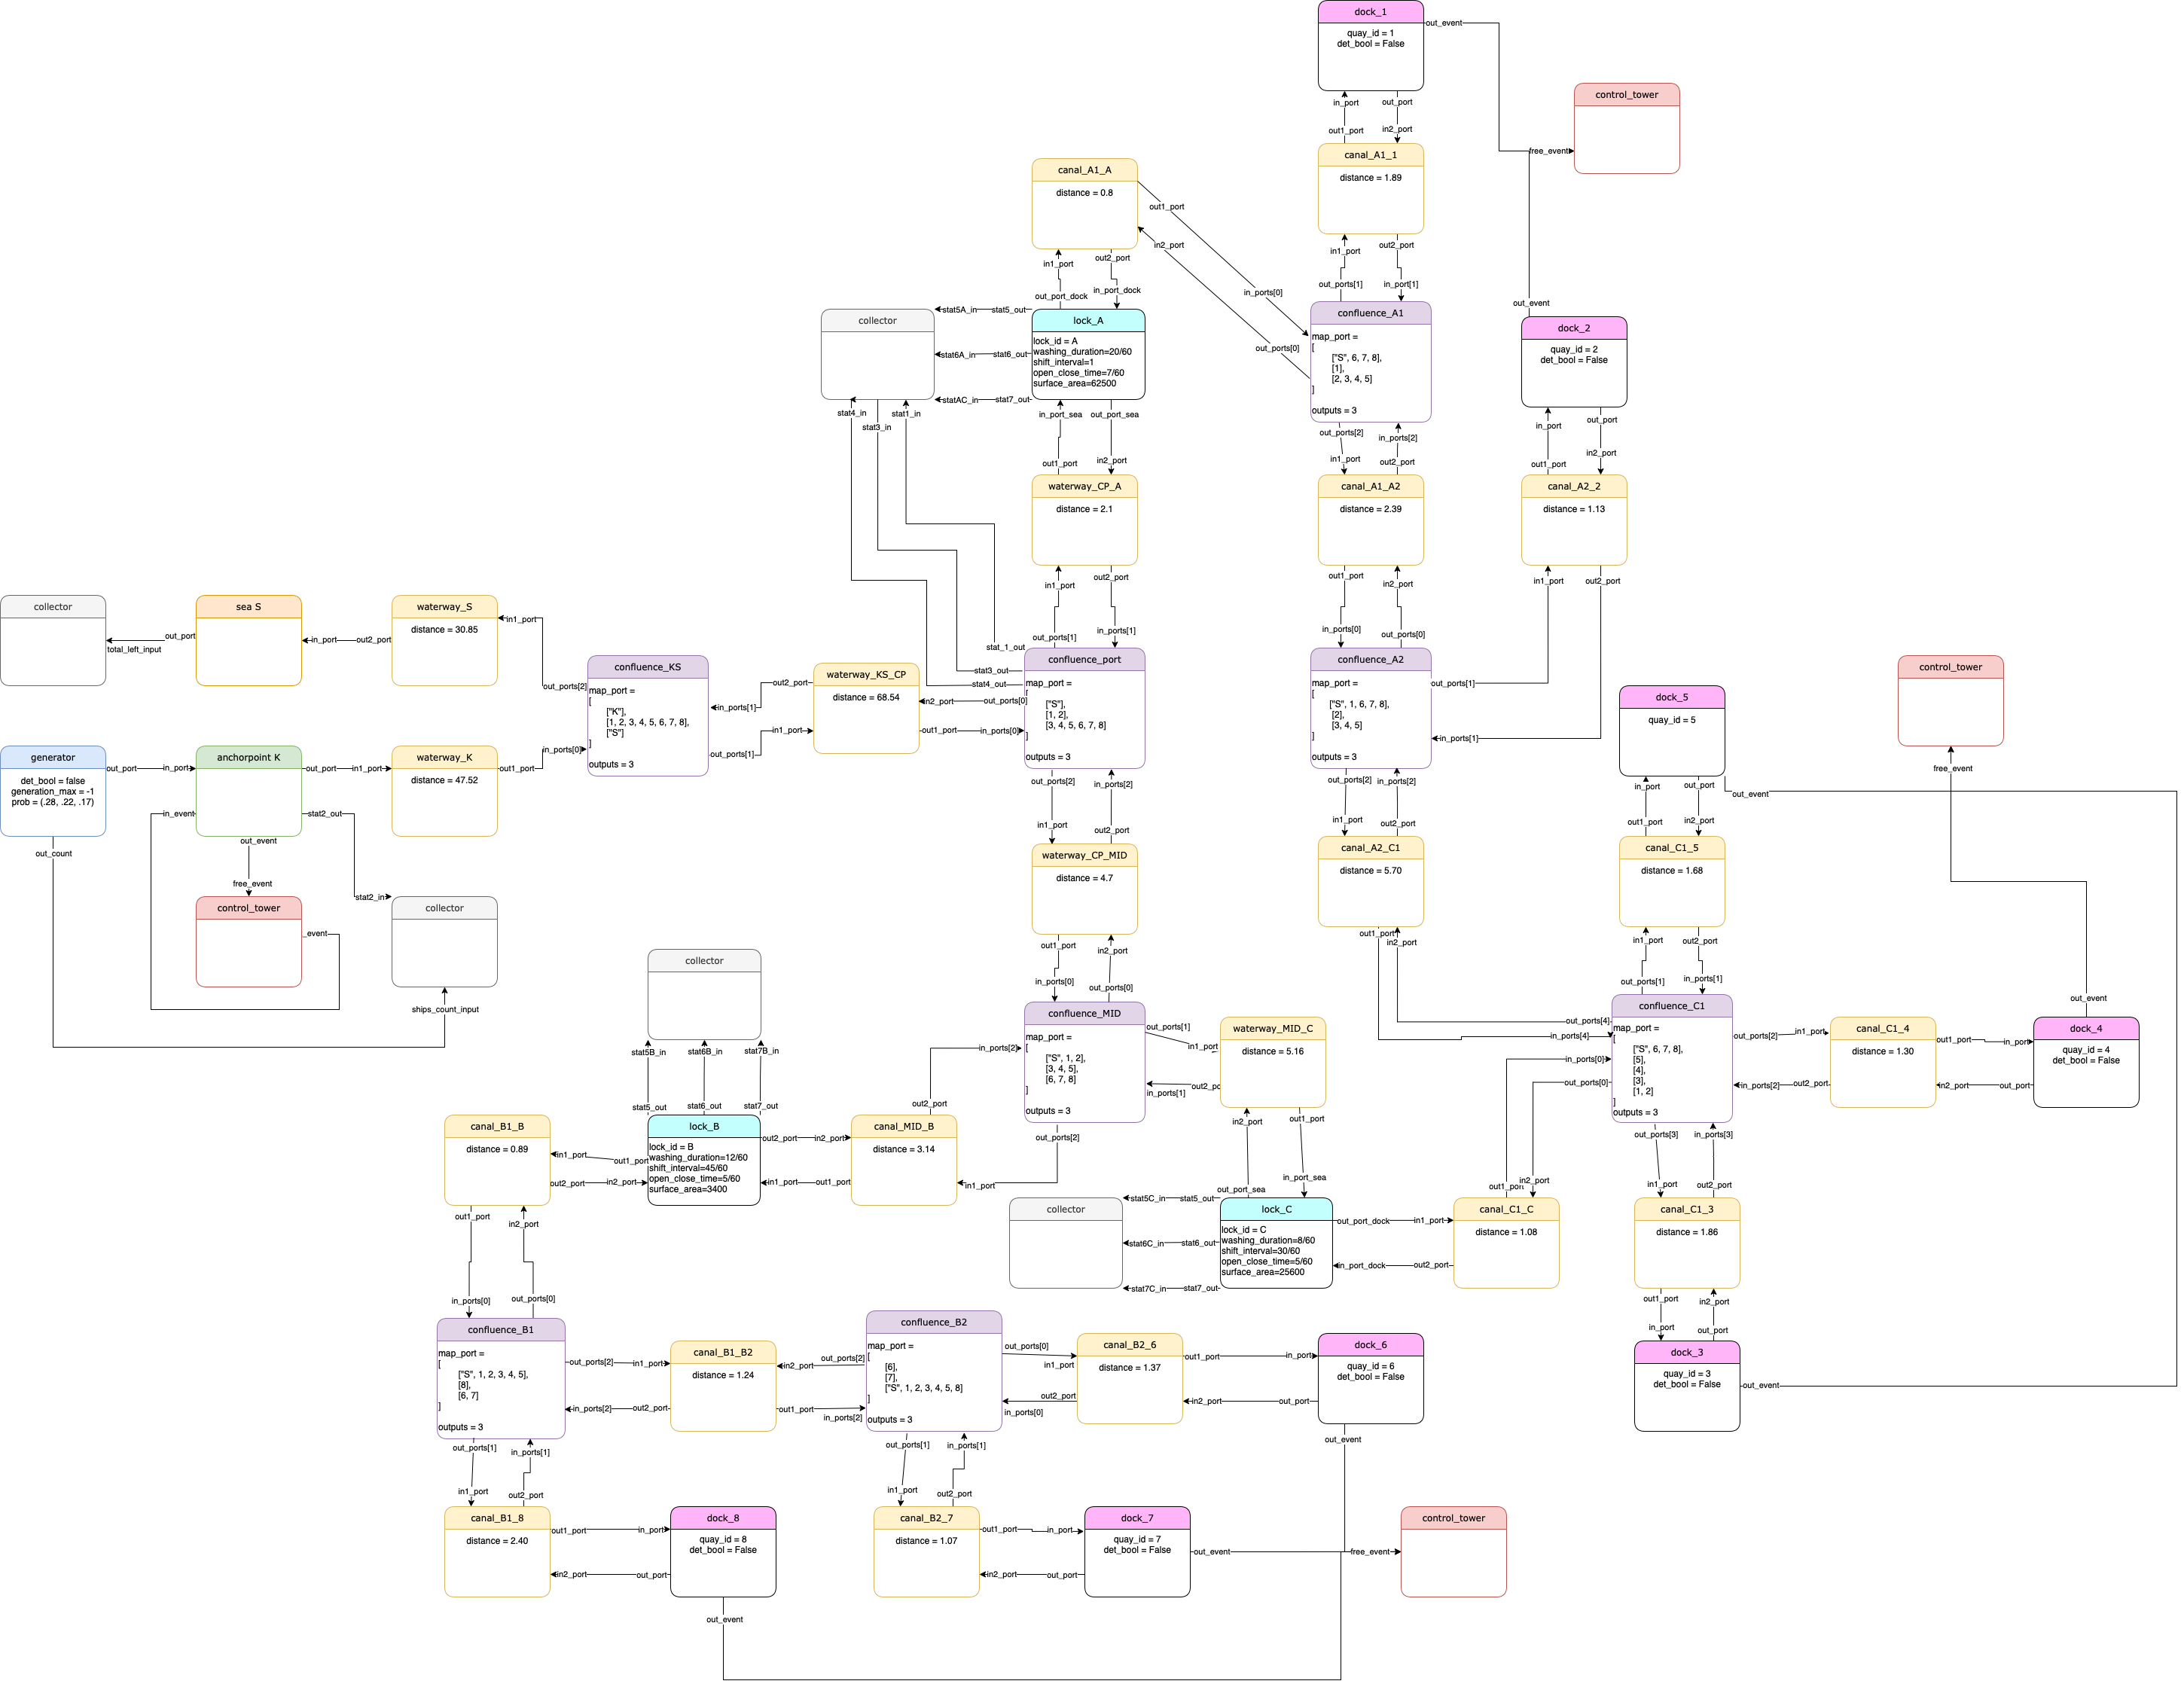 dock_1
quay_id = 1
det_bool = False
out_event
control_tower
free_event
in_port
out_port
out1_port
in2_port
canal_A1_1
distance = 1.89
in1_port
out2_port
out_ports[1]
in_port[1]
canal_A1_A
distance = 0.8
out1_port
in2_port
in_ports[0]
out_ports[0]
in1_port
out2_port
out_port_dock
in_port_dock
collector
stat5A_in
stat5_out
stat6A_in
stat6_out
statAC_in
stat7_out
stat4_in
stat3_in
stat1_in
lock_A
lock_id = A
washing_duration=20/60
shift_interval=1
open_close_time=7/60
surface_area=62500
in_port_sea
out_port_sea
out1_port
in2_port
confluence_A1
map_port =
[
["S", 6, 7, 8],
[1],
[2, 3, 4, 5]
]
outputs = 3
out_ports[2]
in_ports[2]
in1_port
out2_port
out_event
dock_2
quay_id = 2
det_bool = False
in_port
out_port
out1_port
in2_port
waterway_CP_A
distance = 2.1
in1_port
out2_port
out_ports[1]
in_ports[1]
canal_A1_A2
distance = 2.39
out1_port
in2_port
in_ports[0]
out_ports[0]
canal_A2_2
distance = 1.13
in1_port
out2_port
collector
total_left_input
out_port
sea S
in_port
out2_port
waterway_S
distance = 30.85
in1_port
out_ports[2]
confluence_KS
map_port =
[
["K"],
[1, 2, 3, 4, 5, 6, 7, 8],
["S"]
]
outputs = 3
in_ports[0]
in_ports[1]
out_ports[1]
out2_port
in1_port
waterway_KS_CP
distance = 68.54
in2_port
out_ports[0]
out1_port
in_ports[0]
stat_1_out
stat3_out
stat4_out
confluence_port
map_port =
[
["S"],
[1, 2],
[3, 4, 5, 6, 7, 8]
]
outputs = 3
out_ports[2]
in_ports[2]
in1_port
out2_port
confluence_A2
map_port =
[
["S", 1, 6, 7, 8],
[2],
[3, 4, 5]
]
outputs = 3
out_ports[1]
in_ports[1]
out_ports[2]
in_ports[2]
in1_port
out2_port
generator
det_bool = false
generation_max = -1
prob = (.28, .22, .17)
out_port
in_port
out_count
anchorpoint K
out_port
in1_port
in_event
stat2_out
out_event
free_event
waterway_K
distance = 47.52
out1_port
control_tower
_event
stat2_in
collector
ships_count_input
dock_5
quay_id = 5
in_port
out_port
out_event
out1_port
in2_port
control_tower
free_event
waterway_CP_MID
distance = 4.7
out1_port
in2_port
in_ports[0]
out_ports[0]
canal_A2_C1
distance = 5.70
out1_port
in2_port
canal_C1_5
distance = 1.68
in1_port
out2_port
out_ports[1]
in_ports[1]
collector
stat5B_in
stat6B_in
stat7B_in
stat5_out
stat6_out
stat7_out
confluence_MID
map_port =
[
["S", 1, 2],
[3, 4, 5],
[6, 7, 8]
]
outputs = 3
in_ports[2]
out_ports[1]
in1_port
in_ports[1]
out_ports[2]
waterway_MID_C
distance = 5.16
in2_port
out1_port
out_port_sea
in_port_sea
confluence_C1
map_port =
[
["S", 6, 7, 8],
[5],
[4],
[3],
[1, 2]
]
outputs = 3
out_ports[4]
in_ports[4]
in_ports[0]
out_ports[0]
out_ports[2]
in1_port
in_ports[2]
out2_port
out_ports[3]
in_ports[3]
in1_port
out2_port
canal_C1_4
distance = 1.30
out1_port
in_port
in2_port
out_port
out_event
dock_4
quay_id = 4
det_bool = False
canal_B1_B
distance = 0.89
in1_port
out1_port
out2_port
in2_port
out1_port
in2_port
in_ports[0]
out_ports[0]
lock_B
lock_id = B
washing_duration=12/60
shift_interval=45/60
open_close_time=5/60
surface_area=3400
out2_port
in2_port
in1_port
out1_port
canal_MID_B
distance = 3.14
out2_port
in1_port
collector
stat5C_in
stat5_out
stat6C_in
stat6_out
stat7C_in
stat7_out
lock_C
lock_id = C
washing_duration=8/60
shift_interval=30/60
open_close_time=5/60
surface_area=25600
out_port_dock
in1_port
in_port_dock
out2_port
canal_C1_C
distance = 1.08
in2_port
canal_C1_3
distance = 1.86
out1_port
in2_port
in_port
out_port
dock_3
quay_id = 3
det_bool = False
out_event
confluence_B1
map_port =
[
["S", 1, 2, 3, 4, 5],
[8],
[6, 7]
]
outputs = 3
out_ports[2]
in1_port
in_ports[2]
out2_port
out_ports[1]
in_ports[1]
in1_port
out2_port
canal_B1_B2
distance = 1.24
in2_port
out_ports[2]
out1_port
in_ports[2]
confluence_B2
map_port =
[
[6],
[7],
["S", 1, 2, 3, 4, 5, 8]
]
outputs = 3
out_ports[0]
in1_port
out2_port
in_ports[0]
out_ports[1]
in_ports[1]
in1_port
out2_port
canal_B2_6
distance = 1.37
out1_port
in_port
in2_port
out_port
dock_6
quay_id = 6
det_bool = False
out_event
canal_B1_8
distance = 2.40
out1_port
in_port
in2_port
out_port
dock_8
quay_id = 8
det_bool = False
out_event
canal_B2_7
distance = 1.07
out1_port
in_port
in2_port
out_port
dock_7
quay_id = 7
det_bool = False
out_event
free_event
control_tower